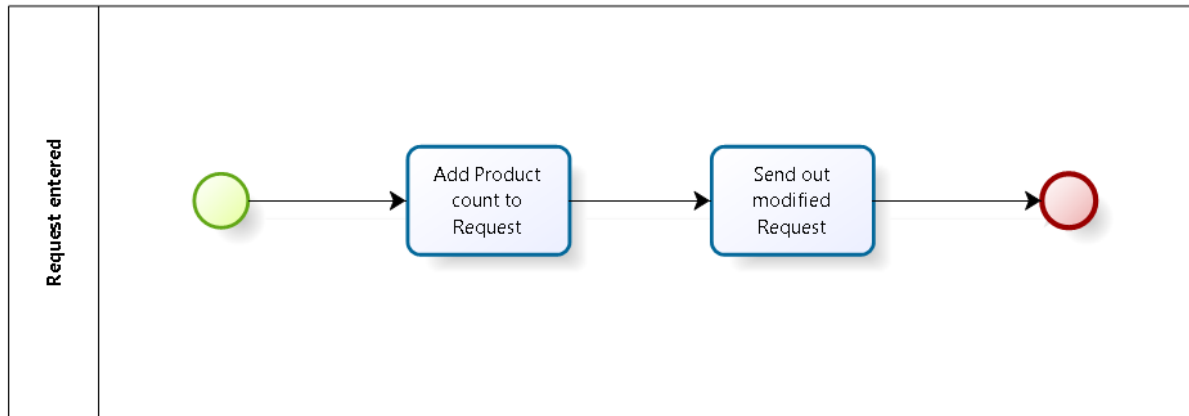 Request entered
Add Product
count to
Request
Send out
modified
Request